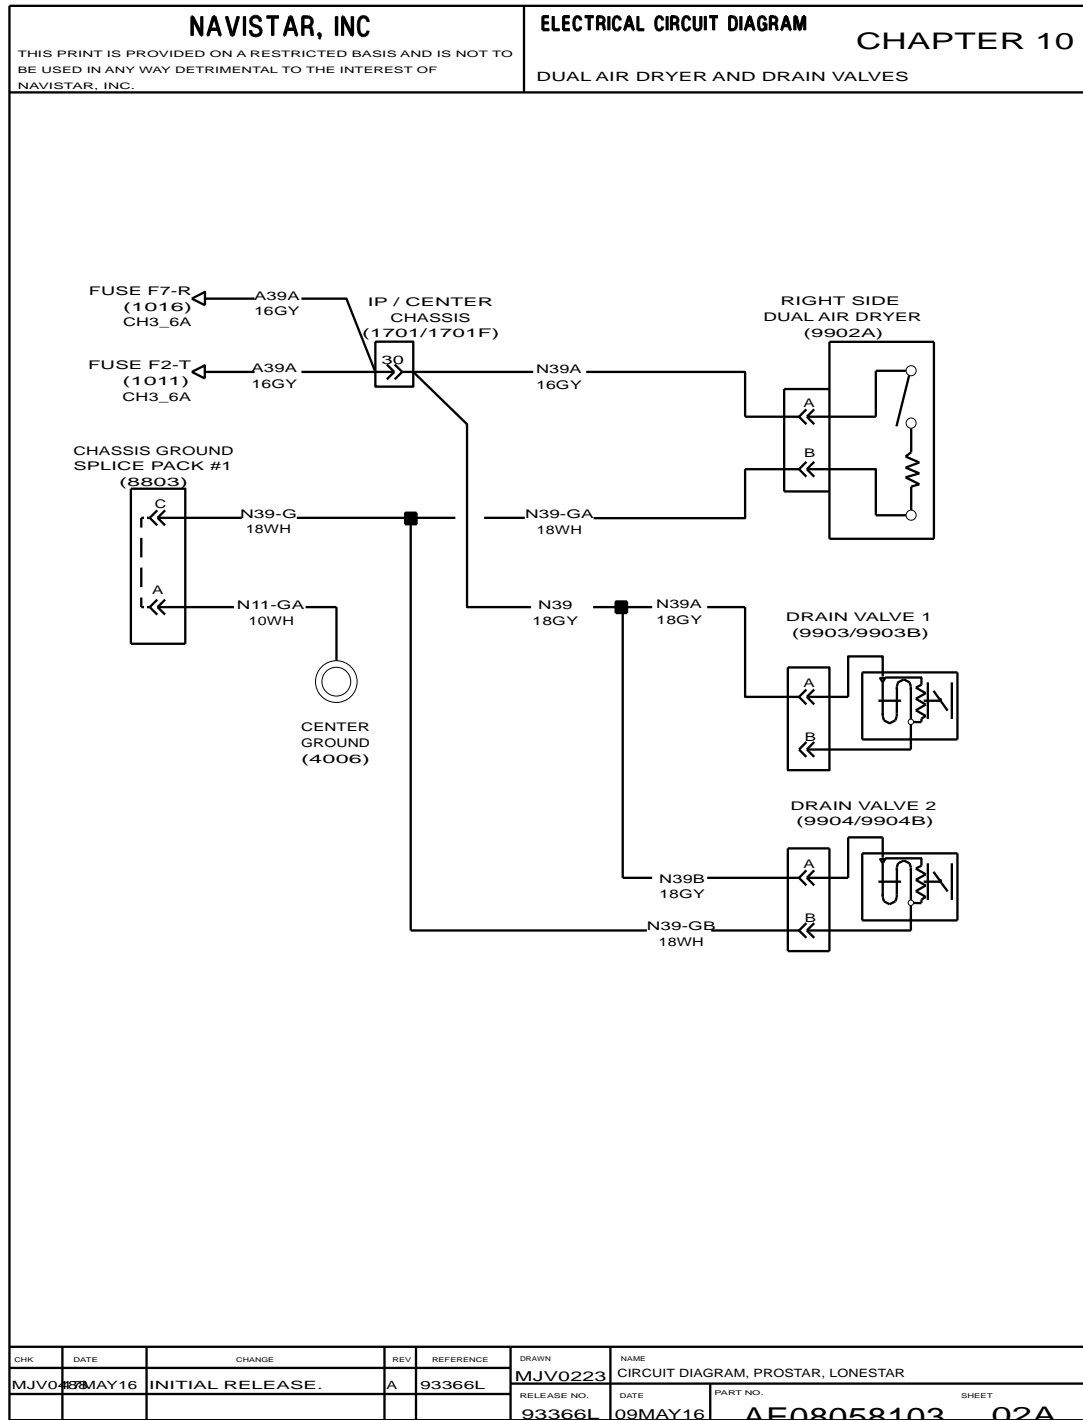 NAVISTAR, INC
THIS PRINT IS PROVIDED ON A RESTRICTED BASIS AND IS NOT TO
BE USED IN ANY WAY DETRIMENTAL TO THE INTEREST OF
NAVISTAR, INC.
ELECTRICAL CIRCUIT DIAGRAM
CHAPTER 10
DUAL AIR DRYER AND DRAIN VALVES
FUSE F7-R
(1016)
CH3_6A
A39A
16GY
IP / CENTER
CHASSIS
(1701/1701F)
30
RIGHT SIDE
DUAL AIR DRYER
(9902A)
FUSE F2-T
(1011)
CH3_6A
A39A
16GY
N39A
16GY
A
B
CHASSIS GROUND
SPLICE PACK #1
(8803)
C
N39-G
18WH
N39-GA
18WH
A
N11-GA
10WH
N39
18GY
N39A
18GY
DRAIN VALVE 1
(9903/9903B)
A
B
CENTER
GROUND
(4006)
DRAIN VALVE 2
(9904/9904B)
A
N39B
18GY
B
N39-GB
18WH
CHK DATE CHANGE REV REFERENCE
INITIAL RELEASE. A 93366L
DRAWN
MJV0223
NAME
CIRCUIT DIAGRAM, PROSTAR, LONESTAR
RELEASE NO.
93366L
DATE
09MAY16
PART NO.
AE08058103
SHEET
02A